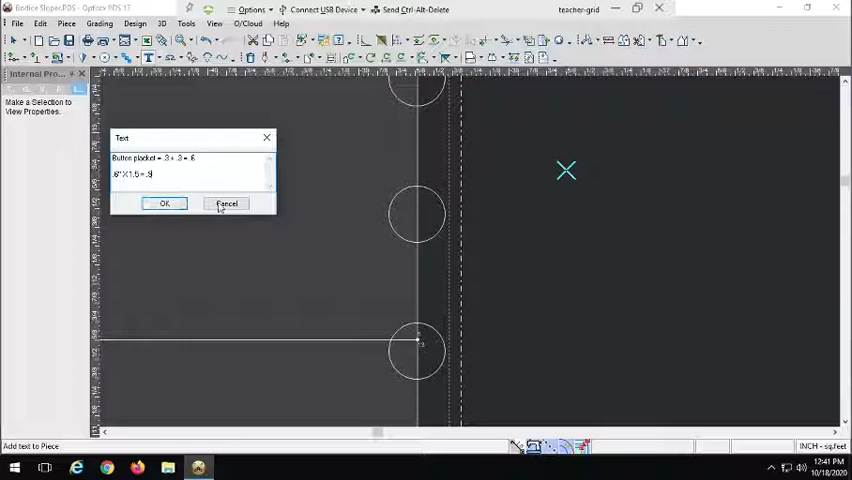 Bodice Sloper.PDS - Optitex PDS 17
Options
Connect USB Device
Send Ctrl-Alt-Delete
teacher-grid
File Edit Piece Grading Design 3D Tools View O/Cloud Help
Internal Pro...
Make a Selection to
View Properties.
Text
Button placket = .3 + .3 = .6
.6" X 1.5 = .9
OK
Cancel
Add text to Piece
INCH - sq.feet
12:41 PM
10/18/2020